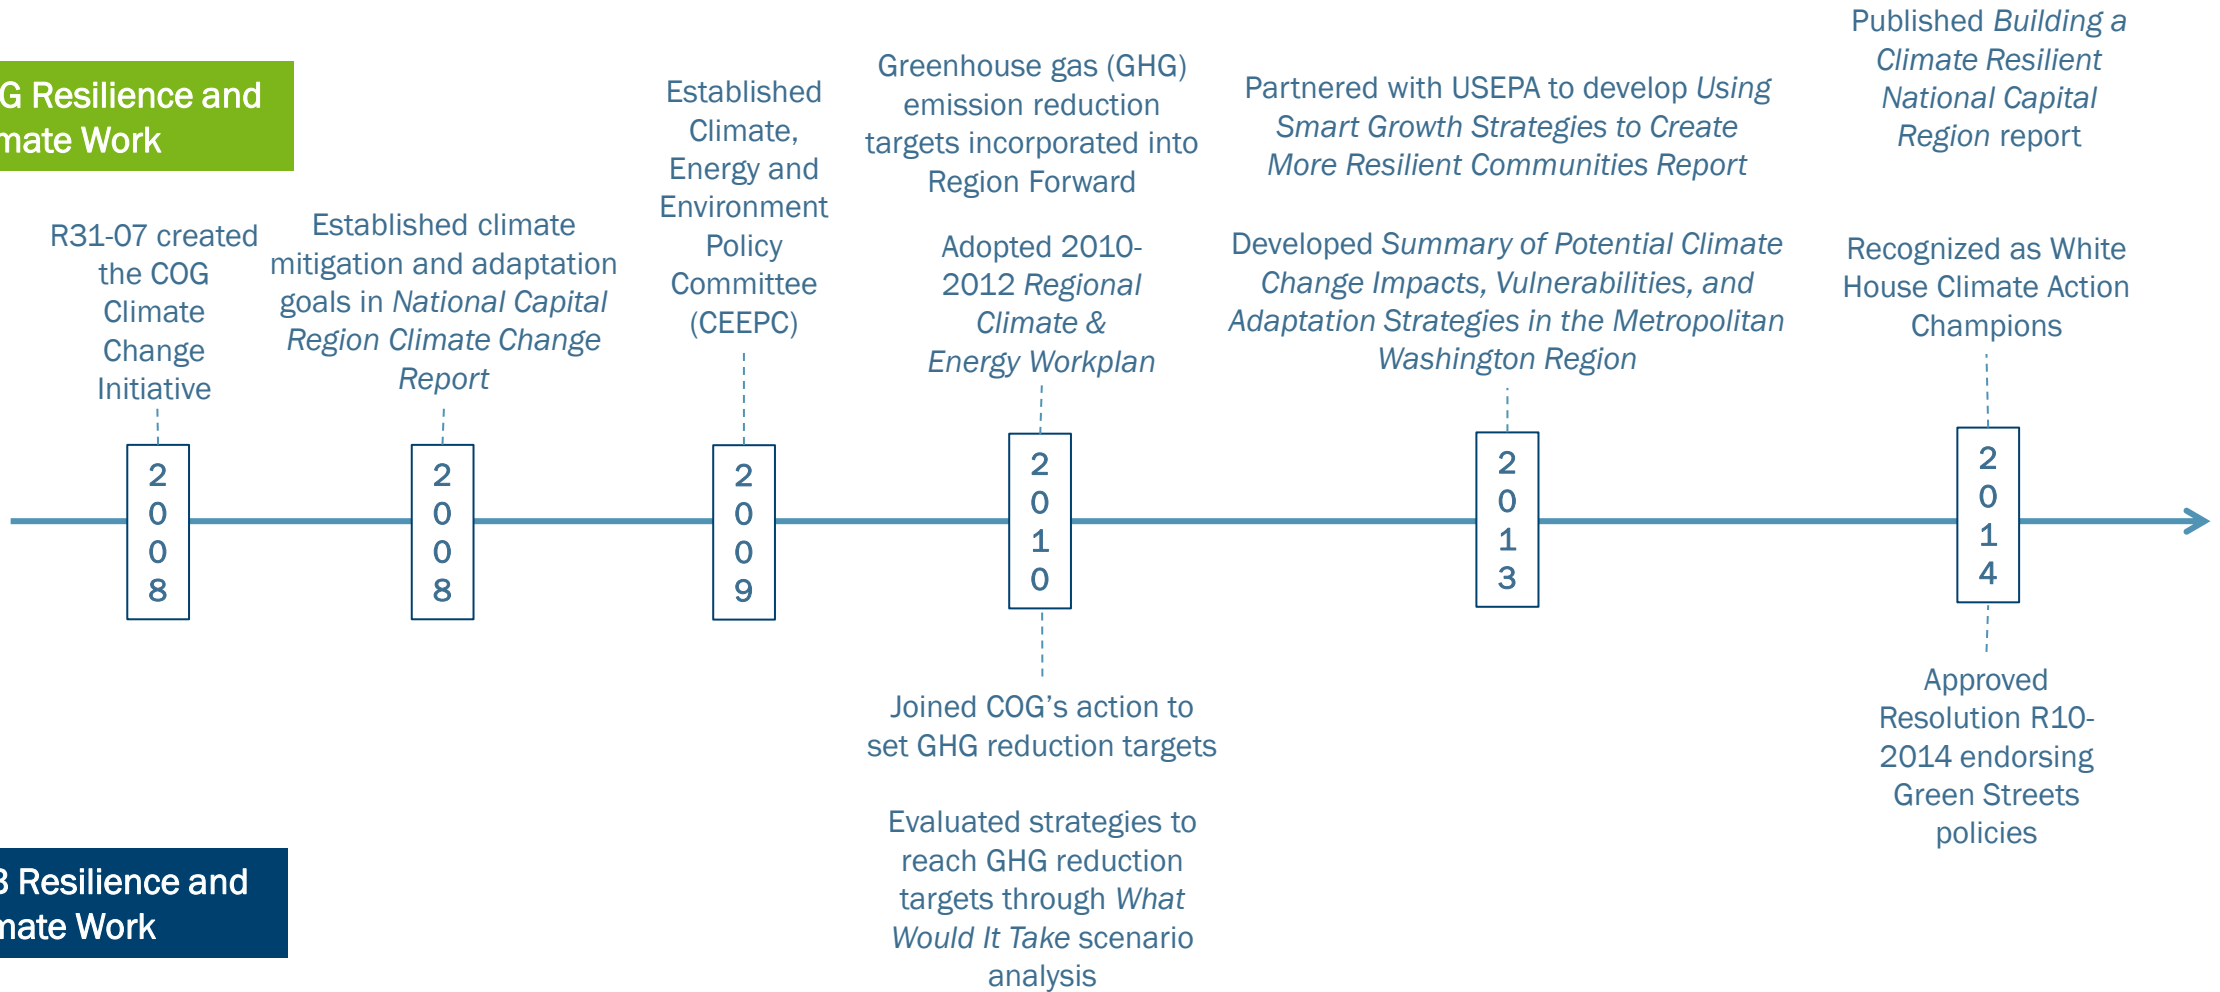 G Resilience and
mate Work
R31-07 created
the COG
Climate
Change
Initiative
Established climate
mitigation and adaptation
goals in National Capital
Region Climate Change
Report
Established
Climate,
Energy and
Environment
Policy
Committee
(CEEPC)
Greenhouse gas (GHG)
emission reduction
targets incorporated into
Region Forward
Adopted 2010-
2012 Regional
Climate &
Energy Workplan
Partnered with USEPA to develop Using
Smart Growth Strategies to Create
More Resilient Communities Report
Developed Summary of Potential Climate
Change Impacts, Vulnerabilities, and
Adaptation Strategies in the Metropolitan
Washington Region
Published Building a
Climate Resilient
National Capital
Region report
Recognized as White
House Climate Action
Champions
2
0
0
8
2
0
0
8
2
0
0
9
2
0
1
0
2
0
1
3
2
0
1
4
Joined COG’s action to
set GHG reduction targets
Evaluated strategies to
reach GHG reduction
targets through What
Would It Take scenario
analysis
Approved
Resolution R10-
2014 endorsing
Green Streets
policies
Resilience and
mate Work